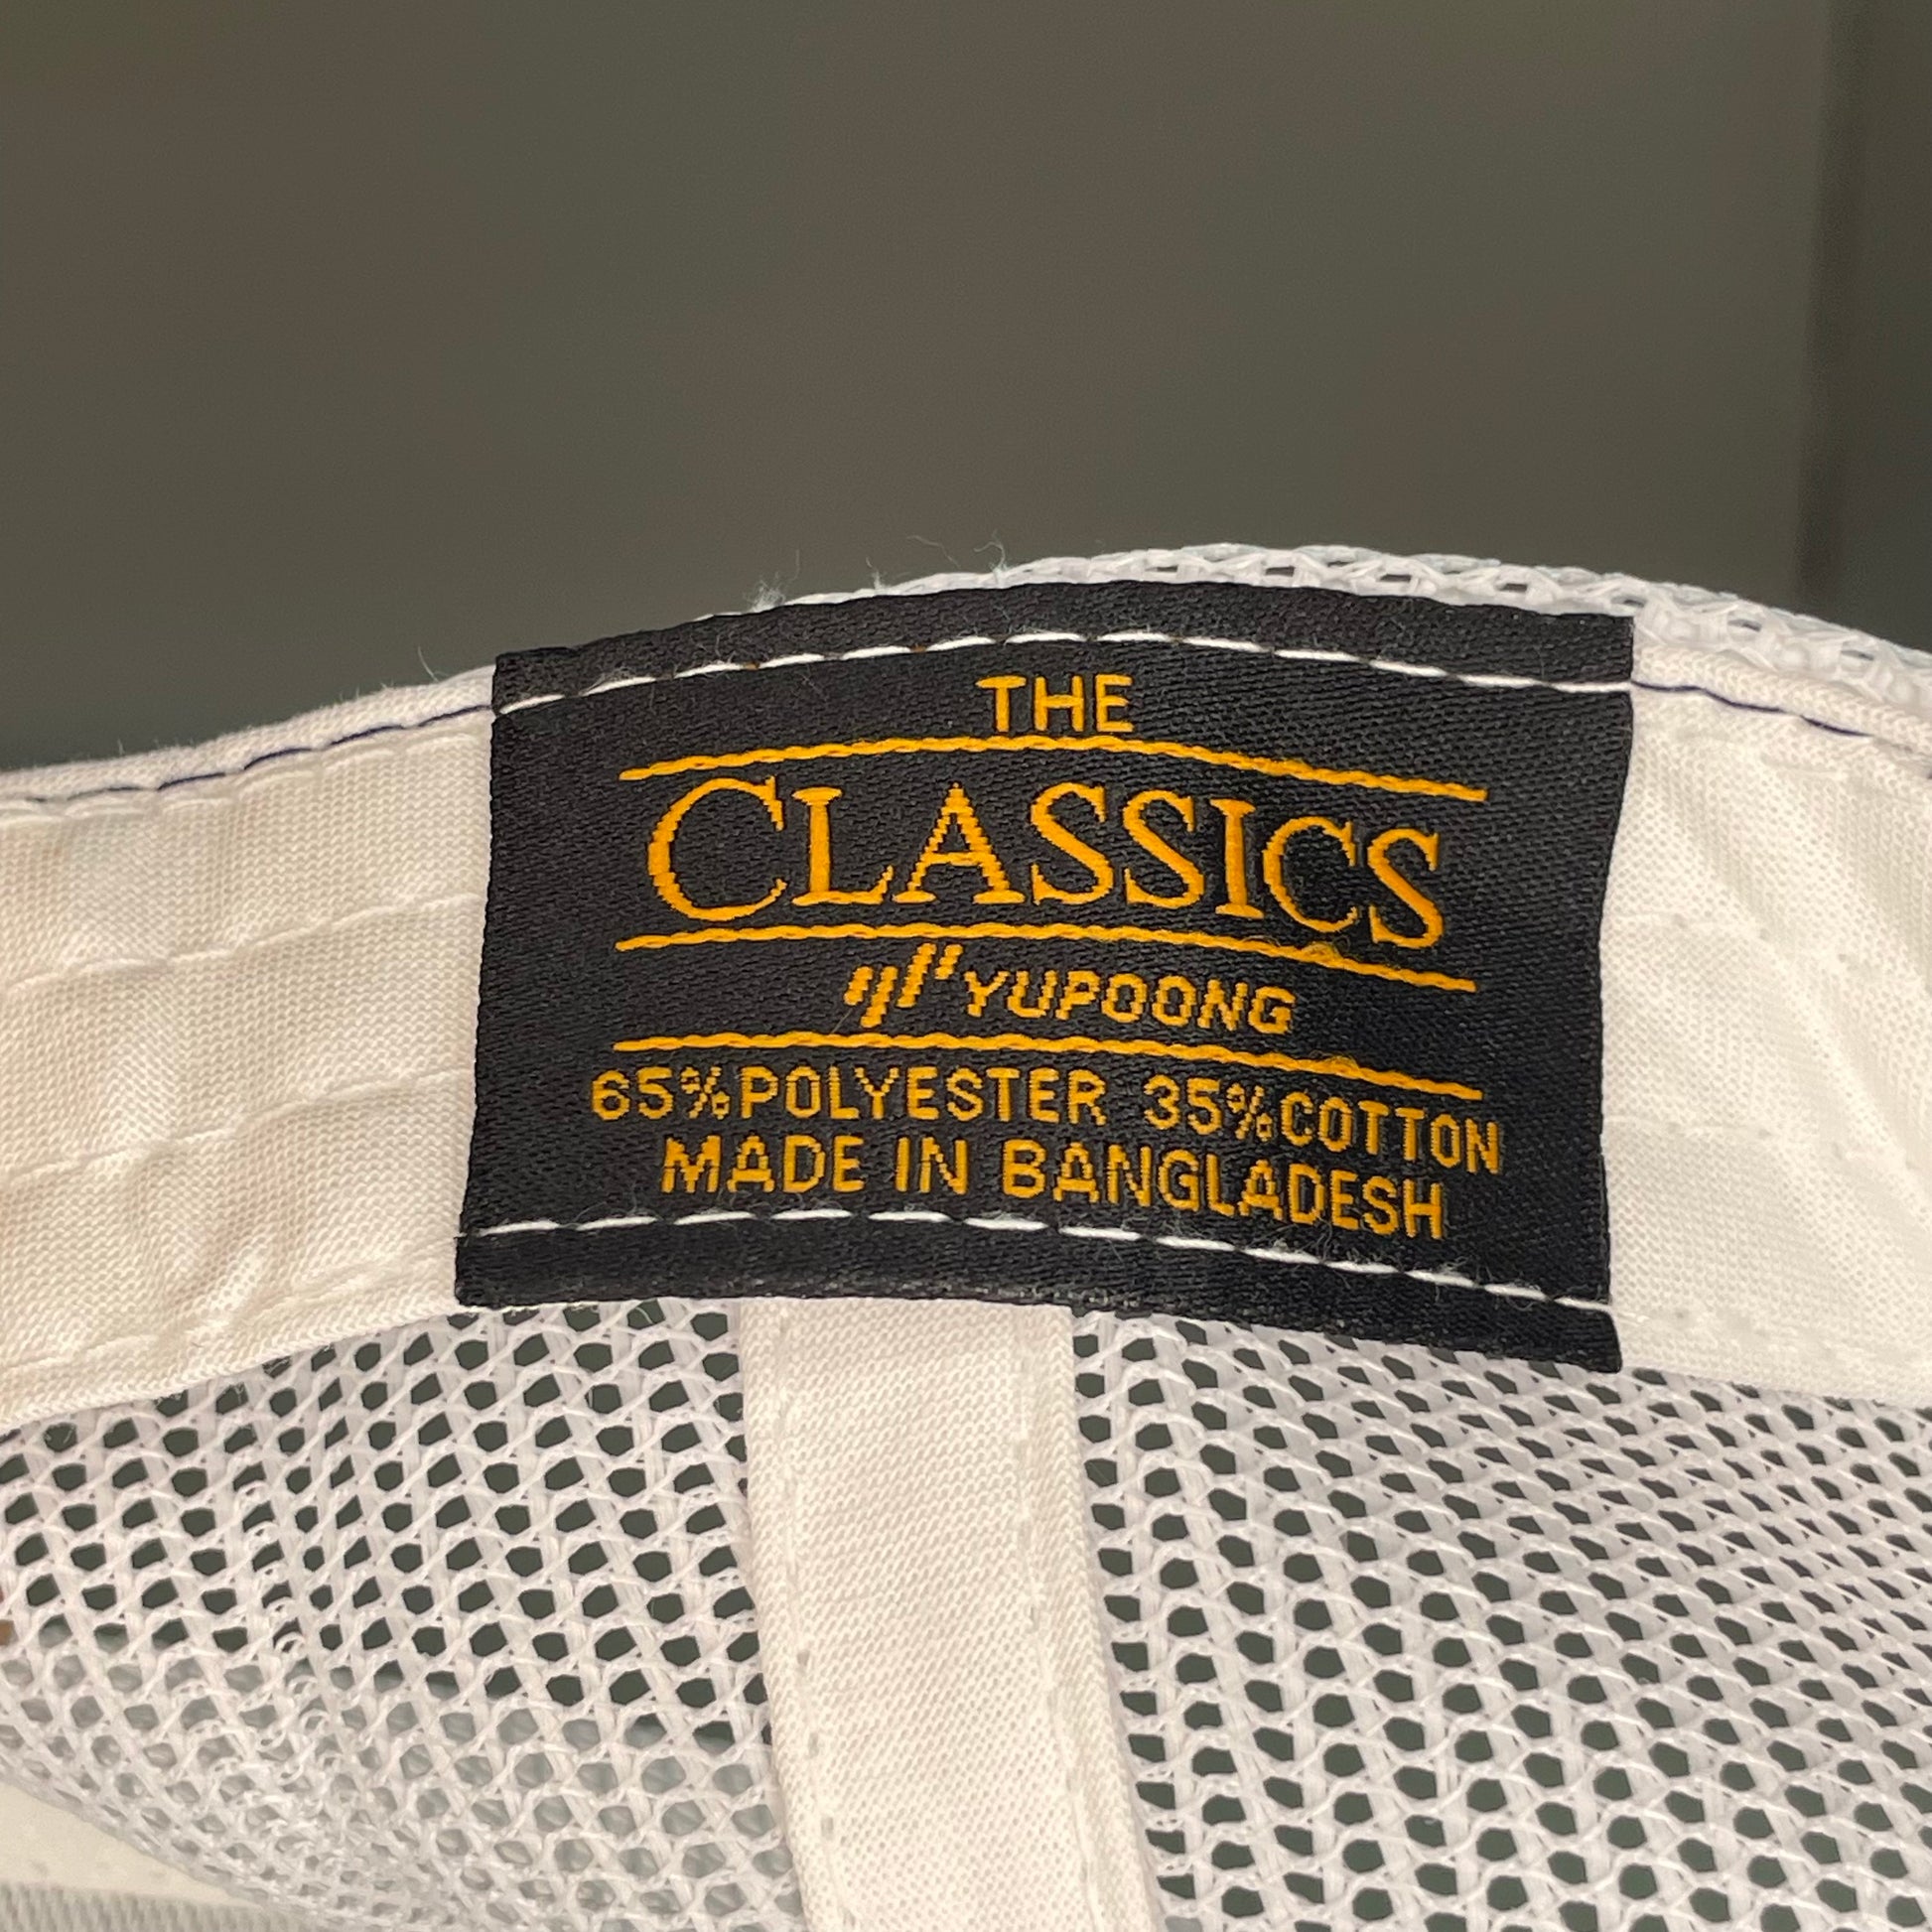 THE
CLASSICS
YUPOONG
65%POLYESTER 35%COTTON
MADE IN BANGLADESH